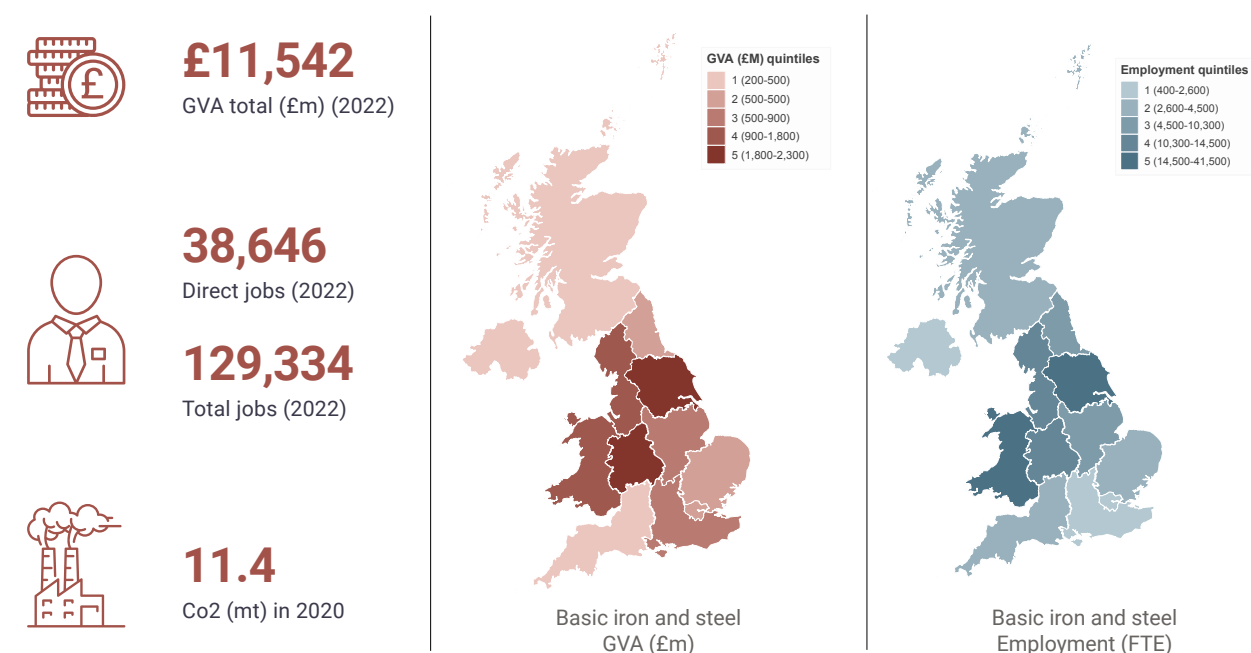 £11,542
GVA total (£m) (2022)
38,646
Direct jobs (2022)
129,334
Total jobs (2022)
11.4
Co2 (mt) in 2020
GVA (£M) quintiles
1 (200-500)
2 (500-500)
3 (500-900)
4 (900-1,800)
5 (1,800-2,300)
Basic iron and steel
GVA (£m)
Employment quintiles
1 (400-2,600)
2 (2,600-4,500)
3 (4,500-10,300)
4 (10,300-14,500)
5 (14,500-41,500)
Basic iron and steel
Employment (FTE)